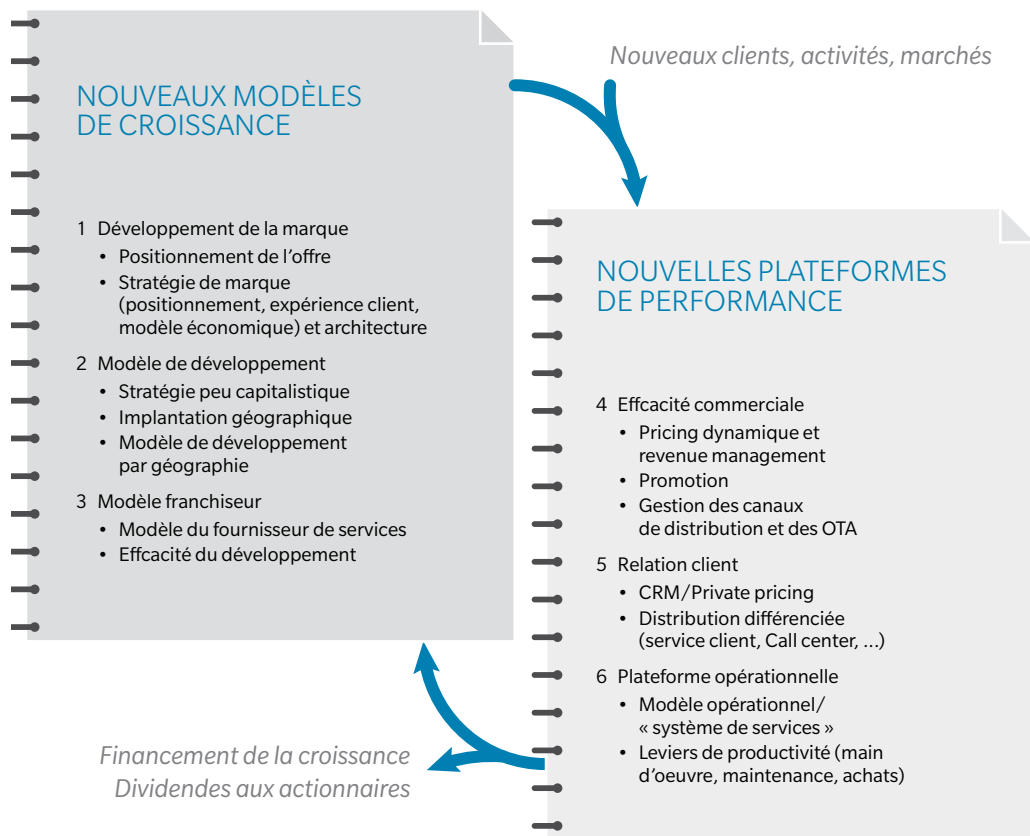 Nouveaux clients, activités, marchés
NOUVEAUX MODÈLES
DE CROISSANCE
1 Développement de la marque
• Positionnement de l'offre
• Stratégie de marque
(positionnement, expérience client,
modèle économique) et architecture
2 Modèle de développement
• Stratégie peu capitalistique
• Implantation géographique
• Modèle de développement
par géographie
3 Modèle franchiseur
• Modèle du fournisseur de services
• Effcacité du développement
NOUVELLES PLATEFORMES
DE PERFORMANCE
4 Effcacité commerciale
• Pricing dynamique et
revenue management
• Promotion
• Gestion des canaux
de distribution et des OTA
5 Relation client
• CRM/Private pricing
• Distribution différenciée
(service client, Call center, ...)
6 Plateforme opérationnelle
• Modèle opérationnel/
« système de services »
• Leviers de productivité (main
d'oeuvre, maintenance, achats)
Financement de la croissance
Dividendes aux actionnaires